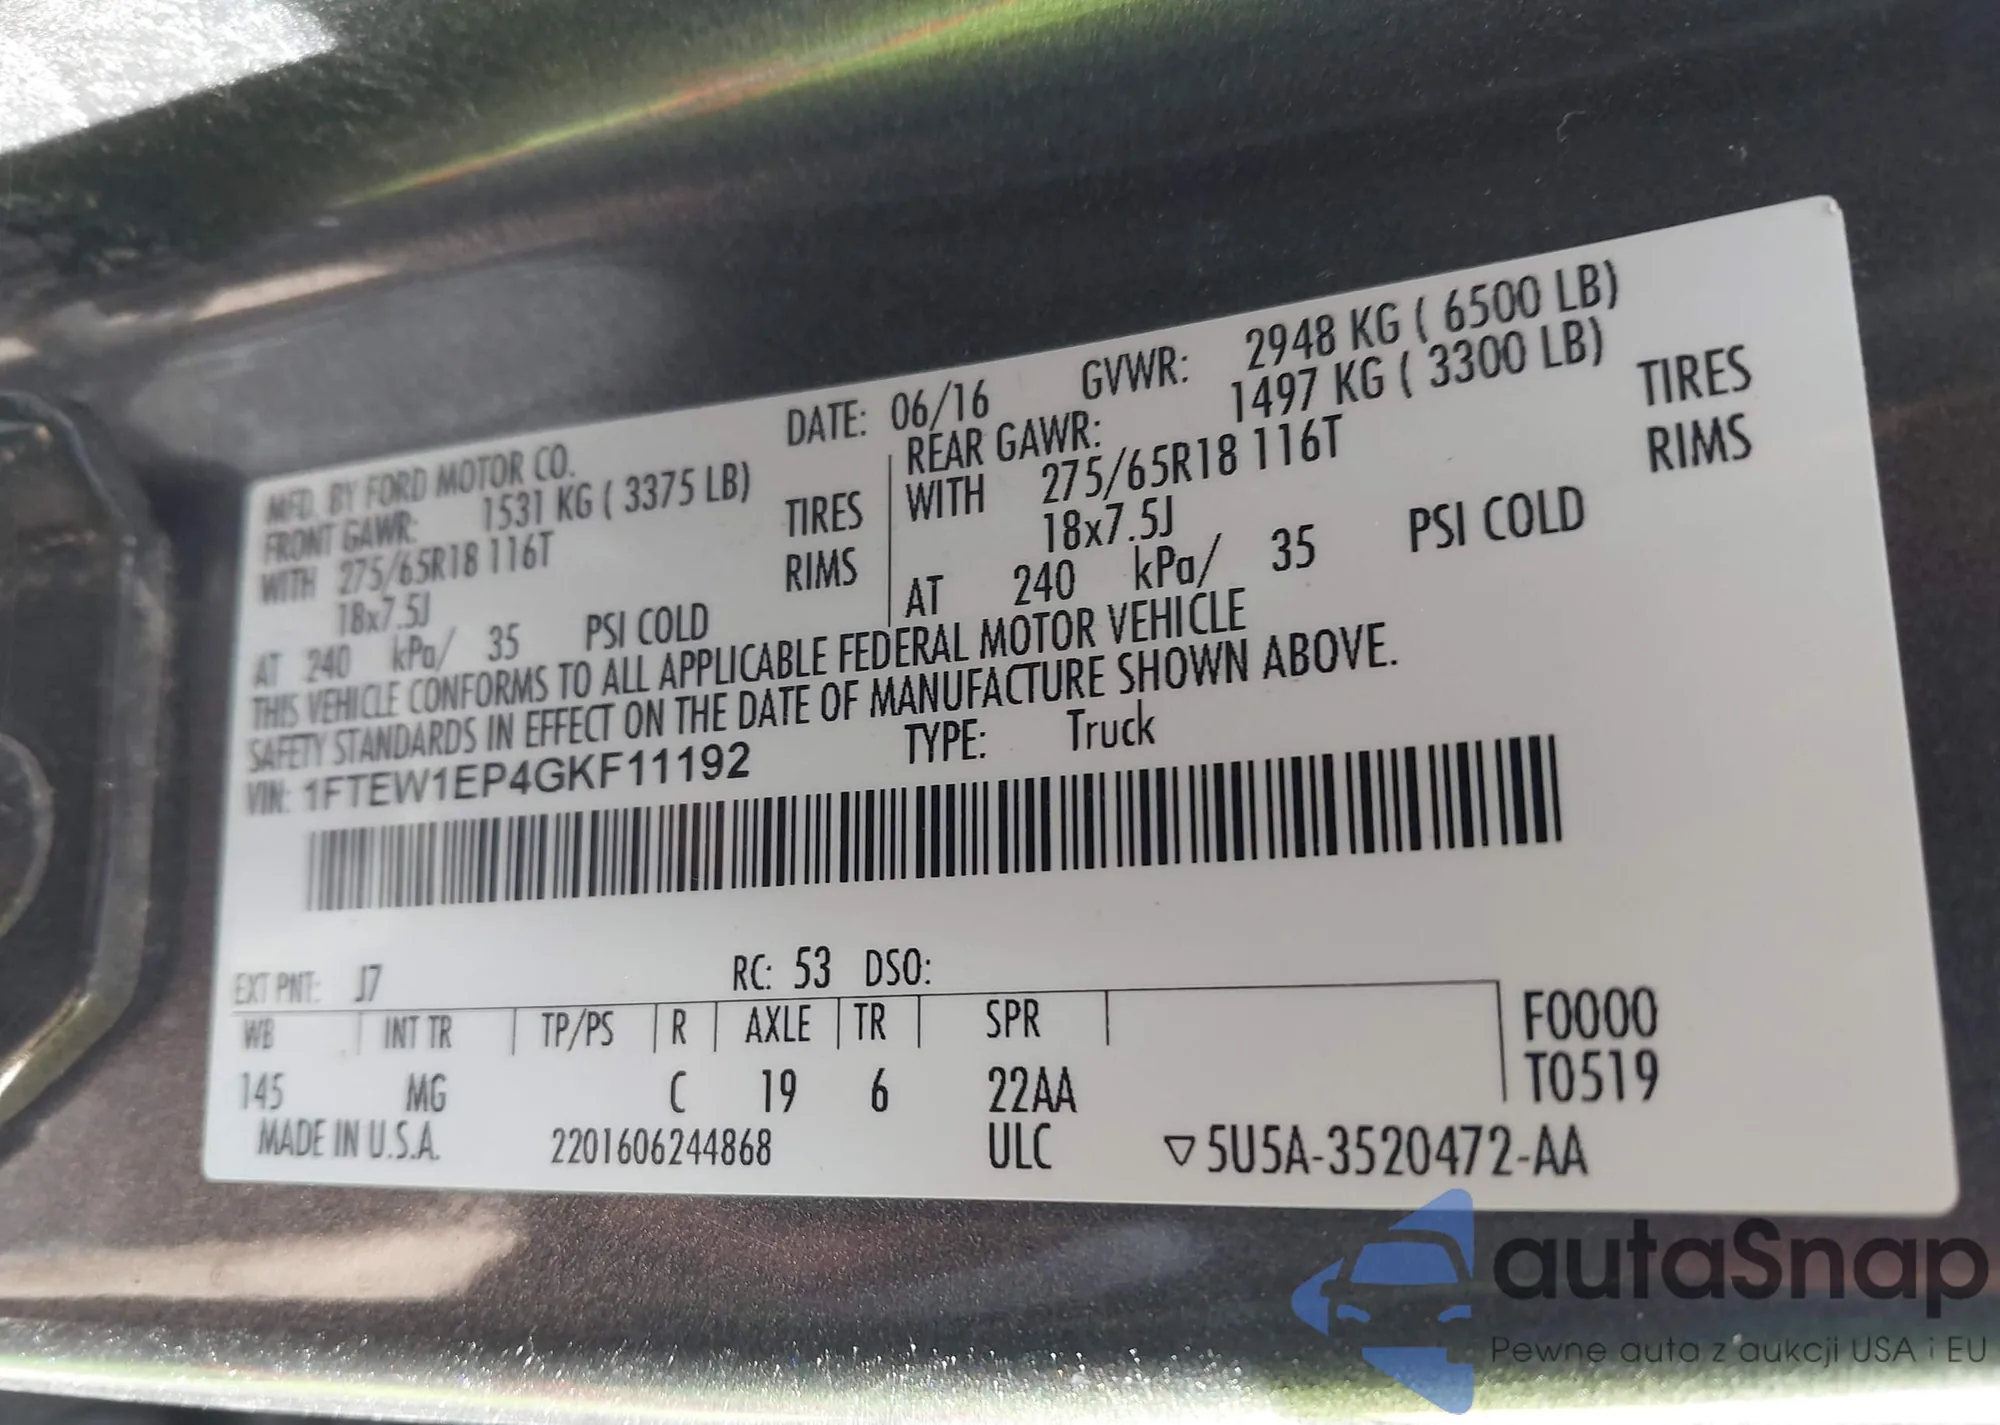 MFD. BY FORD MOTOR CO. DATE: 06/16 GVWR: 2948 KG ( 6500 LB)
FRONT GAWR: 1531 KG ( 3375 LB) REAR GAWR: 1497 KG ( 3300 LB)
WITH 275/65R18 116T TIRES WITH 275/65R18 116T TIRES
18x7.5J RIMS 18x7.5J RIMS
AT 240 kPa/ 35 PSI COLD AT 240 kPa/ 35 PSI COLD
THIS VEHICLE CONFORMS TO ALL APPLICABLE FEDERAL MOTOR VEHICLE
SAFETY STANDARDS IN EFFECT ON THE DATE OF MANUFACTURE SHOWN ABOVE.
VIN: 1FTEW1EP4GKF11192 TYPE: Truck
EXT PNT: J7 RC: 53 DSO:
WB INT TR TP/PS R AXLE TR SPR F0000
145 MG C 19 6 22AA T0519
MADE IN U.S.A. 2201606244868 ULC ▽5U5A-3520472-AA
autaSnap
Pewne auta z aukcji USA i EU